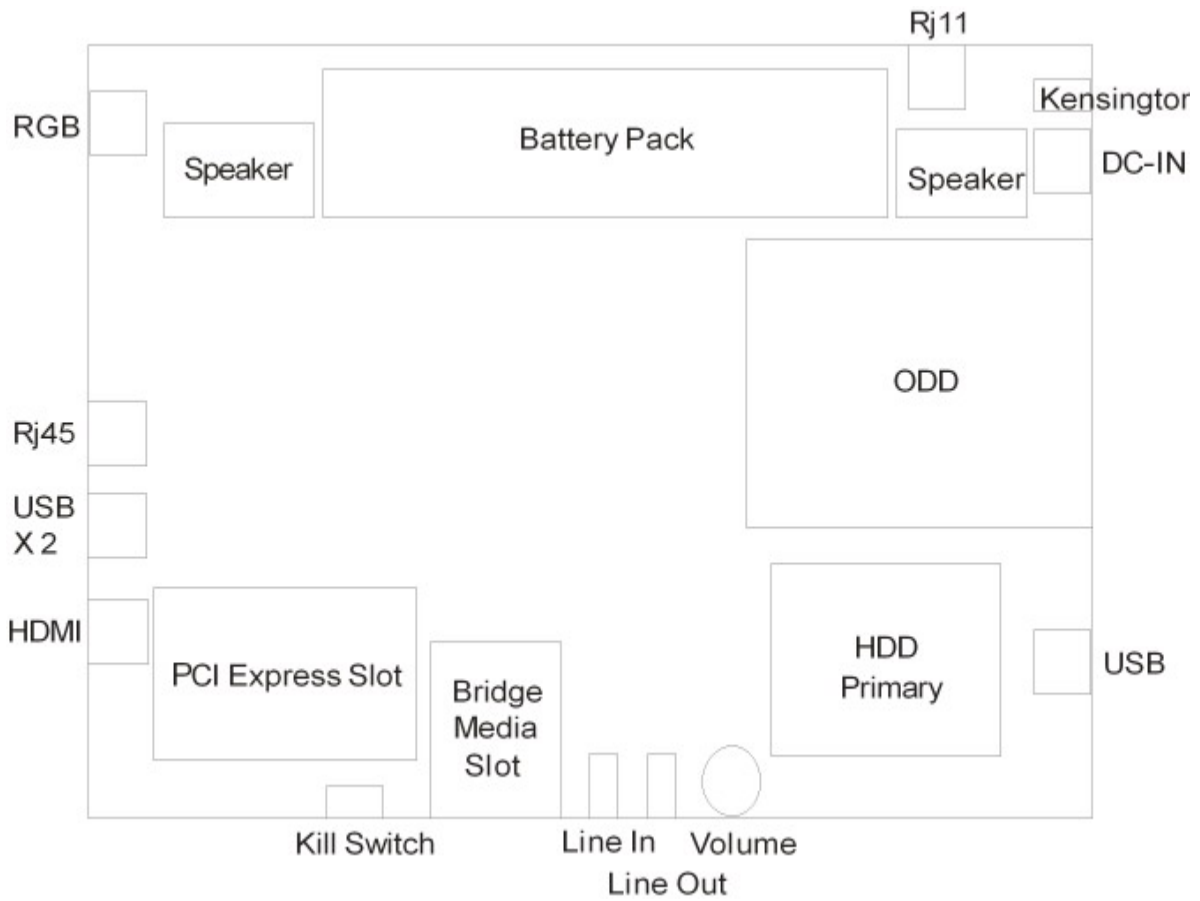 Rj11
Kensington
RGB
Battery Pack
Speaker
Speaker
DC-IN
ODD
Rj45
USB
X 2
HDMI
PCI Express Slot
Bridge
Media
Slot
HDD
Primary
USB
Kill Switch
Line In
Volume
Line Out